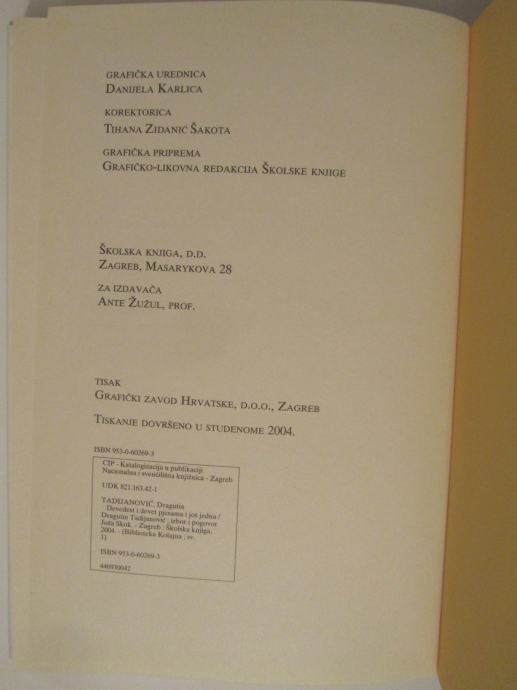 GRAFIČKA UREDNICA
DANIJELA KARLICA
KOREKTORICA
TIHANA ZIDANIĆ ŠAKOTA
GRAFIČKA PRIPREMA
GRAFIČKO-LIKOVNA REDAKCIJA ŠKOLSKE KNJIGE
ŠKOLSKA KNJIGA, D.D.
ZAGREB, MASARYKOVA 28
ZA IZDAVAČA
ANTE ŽUŽUL, PROF.
TISAK
GRAFIČKI ZAVOD HRVATSKE, D.O.O., ZAGREB
TISKANJE DOVRŠENO U STUDENOME 2004.
ISBN 953-0-60269-3
CIP - Katalogizacija u publikaciji
Nacionalna i sveučilišna knjižnica - Zagreb
UDK 821.163.42-1
TADIJANOVIĆ, Dragutin
Devedest i devet pjesama i još jedna /
Dragutin Tadijanović ; izbor i pogovor
Joža Skok. - Zagreb : Školska knjiga,
2004. - (Biblioteka Kolajna ; sv.
1)
ISBN 953-0-60269-3
440930042